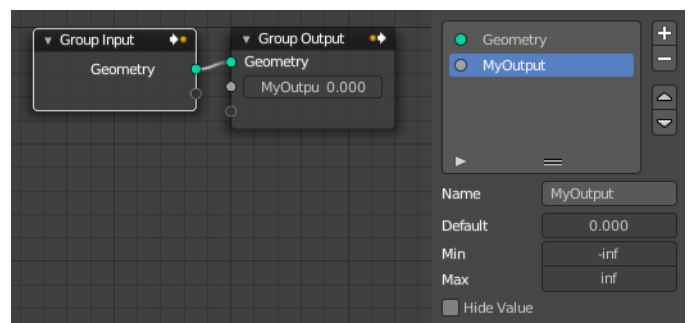 Group Input
Geometry
Group Output
Geometry
MyOutpu 0.000
Geometry
MyOutput
Name MyOutput
Default 0.000
Min -inf
Max inf
Hide Value